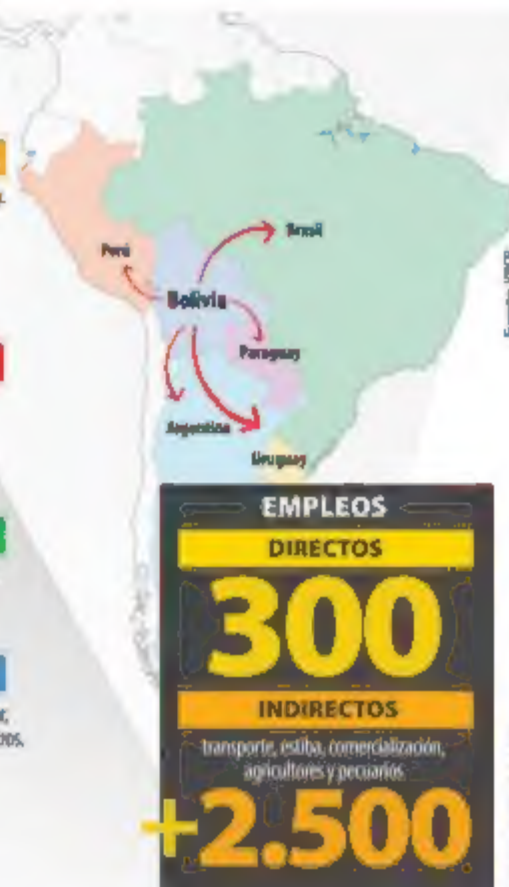 Brasil
Perú
Bolivia
Paraguay
Argentina
Uruguay
EMPLEOS
DIRECTOS
300
INDIRECTOS
transporte, estiba, comercialización,
agricultores y pecuarios
+2.500